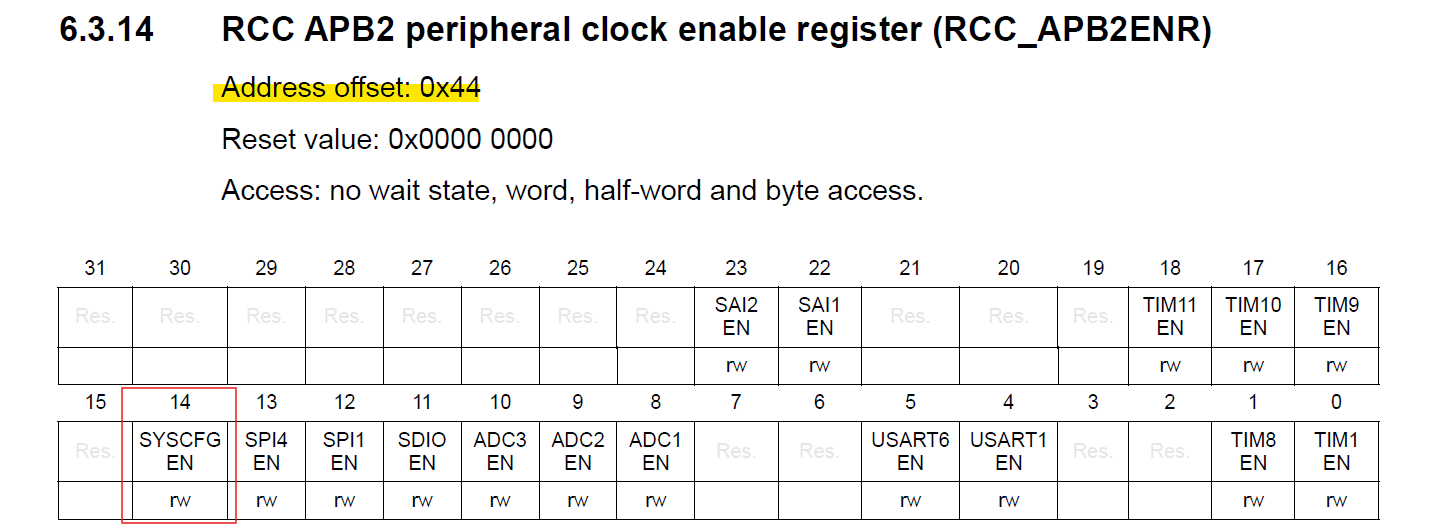 6.3.14 RCC APB2 peripheral clock enable register (RCC_APB2ENR)
Address offset: 0x44
Reset value: 0x0000 0000
Access: no wait state, word, half-word and byte access.
31 30 29 28 27 26 25 24 23 22 21 20 19 18 17 16
Res. Res. Res. Res. Res. Res. Res. Res. SAI2 EN SAI1 EN Res. Res. Res. TIM11 EN TIM10 EN TIM9 EN
rw rw rw rw rw
15 14 13 12 11 10 9 8 7 6 5 4 3 2 1 0
Res. SYSCFG EN SPI4 EN SPI1 EN SDIO EN ADC3 EN ADC2 EN ADC1 EN Res. Res. USART6 EN USART1 EN Res. Res. TIM8 EN TIM1 EN
rw rw rw rw rw rw rw rw rw rw rw